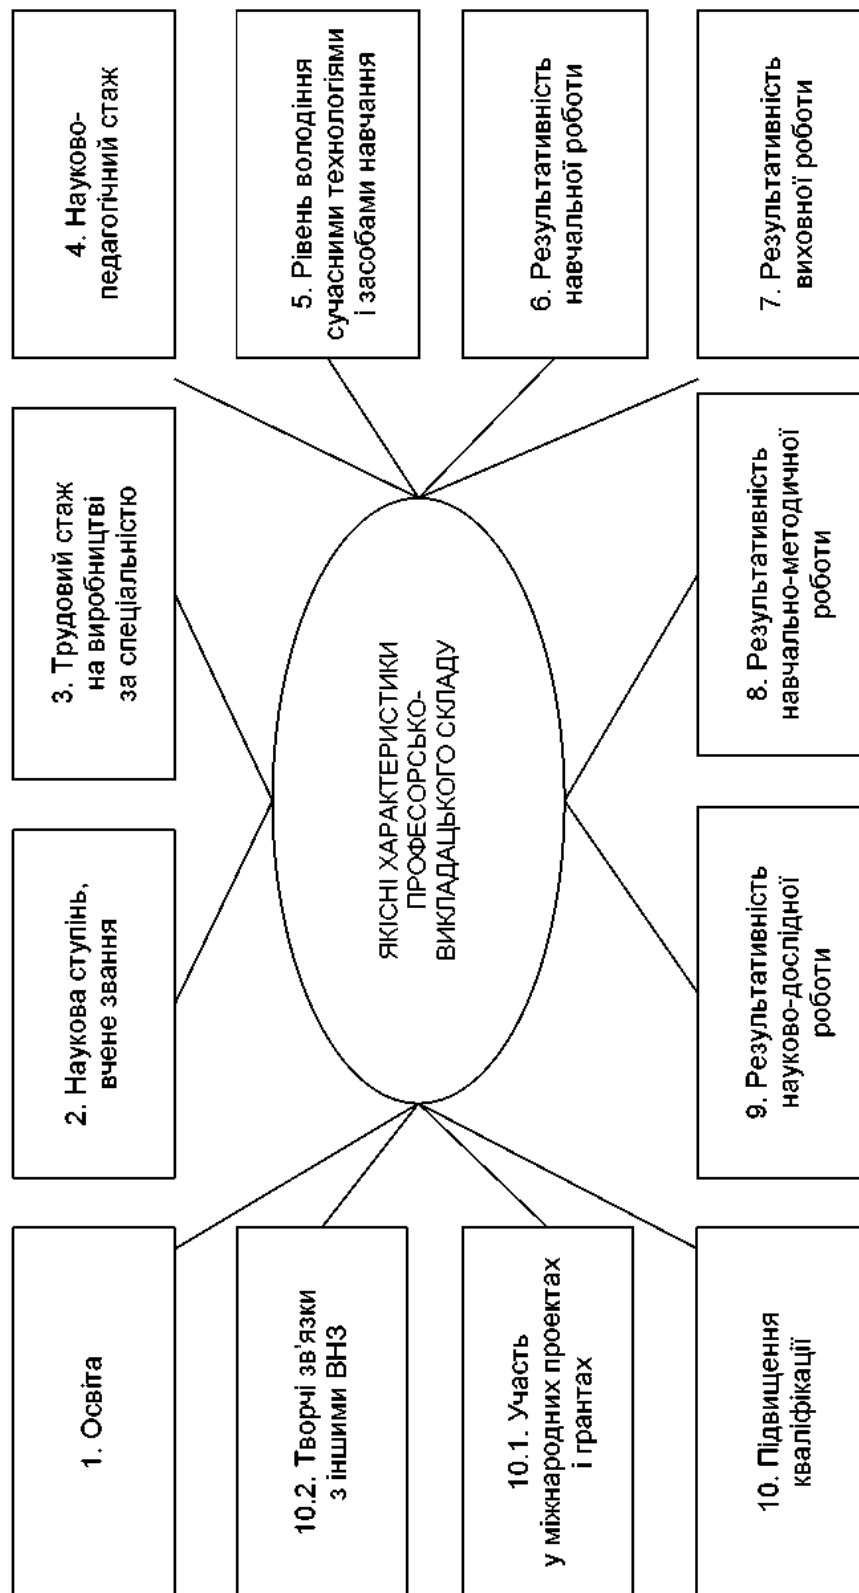 1. Освіта
2. Наукова ступінь,
вчене звання
3. Трудовий стаж
на виробництві
за спеціальністю
4. Науково-
педагогічний стаж
10.2. Творчі зв’язки
з іншими ВНЗ
ЯКІСНІ ХАРАКТЕРИСТИКИ
ПРОФЕСОРСЬКО-
ВИКЛАДАЦЬКОГО СКЛАДУ
5. Рівень володіння
сучасними технологіями
і засобами навчання
10.1. Участь
у міжнародних проектах
і грантах
6. Результативність
навчальної роботи
10. Підвищення
кваліфікації
9. Результативність
науково-дослідної
роботи
8. Результативність
навчально-методичної
роботи
7. Результативність
виховної роботи